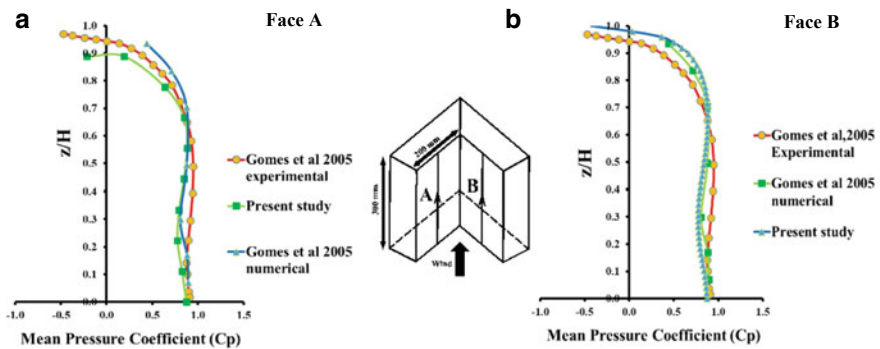 a
Face A
1.0
0.9
0.8
0.7
0.6
0.5
0.4
0.3
0.2
0.1
0.0
z/H
-1.0 -0.5 0.0 0.5 1.0 1.5
Mean Pressure Coefficient (Cp)
Gomes et al 2005
experimental
Present study
Gomes et al 2005
numerical
200 mm
300 mm
A
B
Wind
b
Face B
1.0
0.9
0.8
0.7
0.6
0.5
0.4
0.3
0.2
0.1
0.0
z/H
-1.0 -0.5 0.0 0.5 1.0 1.5
Mean Pressure Coefficient (Cp)
Gomes et al,2005
Experimental
Gomes et al 2005
numerical
Present study